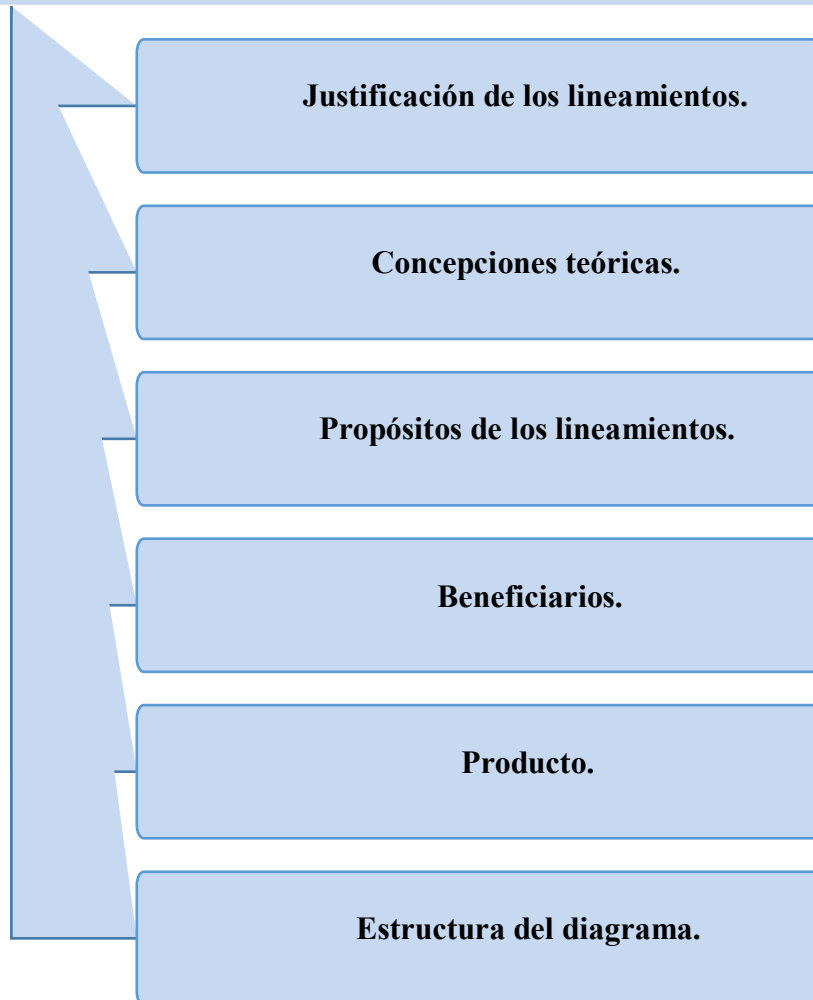 Justificación de los lineamientos.
Concepciones teóricas.
Propósitos de los lineamientos.
Beneficiarios.
Producto.
Estructura del diagrama.